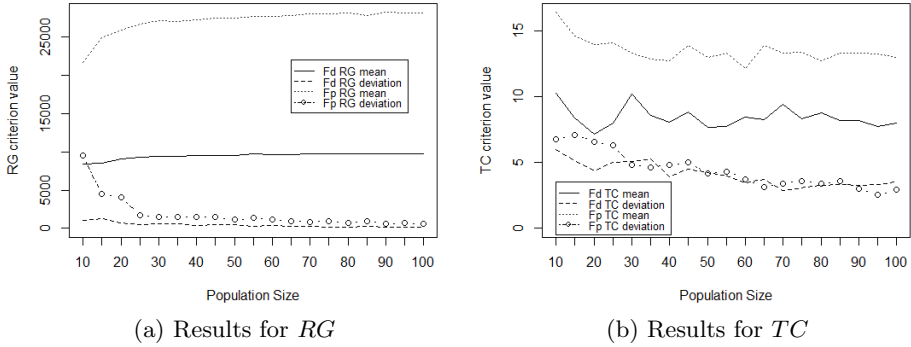 RG criterion value
0
5000
15000
25000
Fd RG mean
Fd RG deviation
Fp RG mean
Fp RG deviation
10 20 30 40 50 60 70 80 90 100
Population Size
(a) Results for RG
TC criterion value
0
5
10
15
Fd TC mean
Fd TC deviation
Fp TC mean
Fp TC deviation
10 20 30 40 50 60 70 80 90 100
Population Size
(b) Results for TC